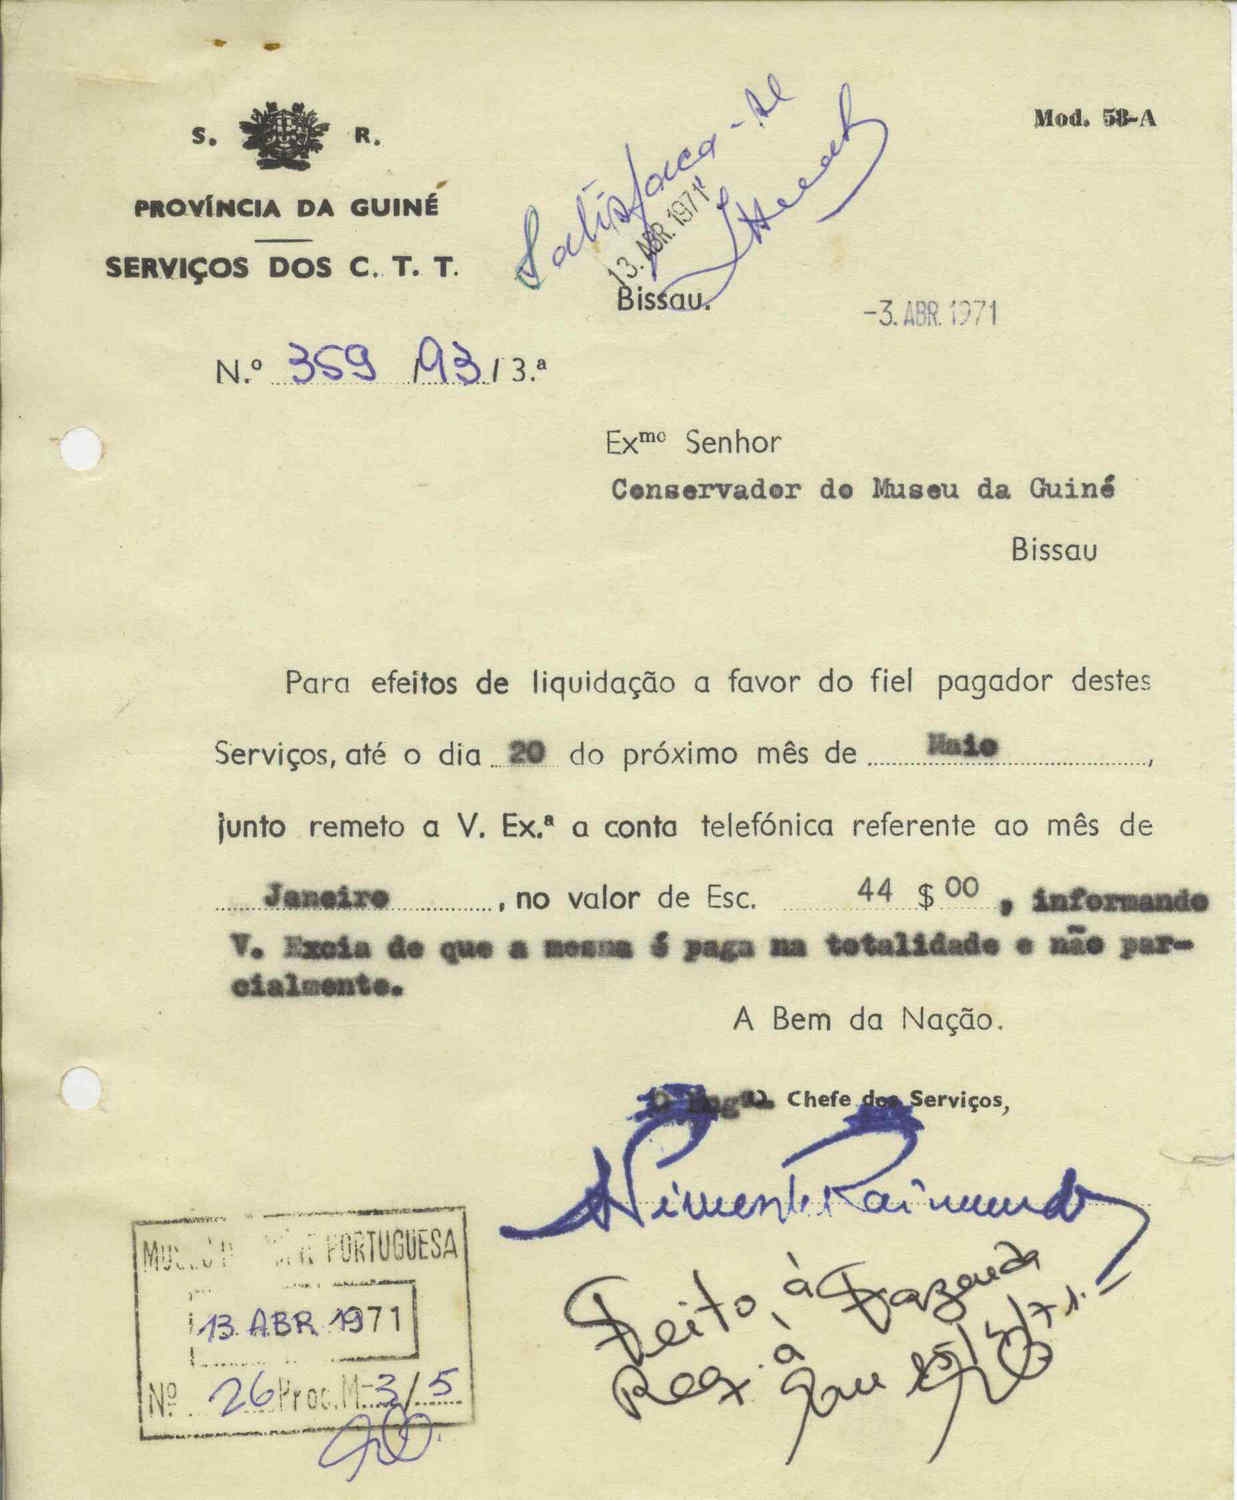 Mod. 58-A
S. R.
PROVÍNCIA DA GUINÉ
SERVIÇOS DOS C. T. T.
Satisfaça-se
13. ABR. 1971
Bissau.
-3. ABR. 1971
N.º 359 /93/3.ª
Exmo Senhor
Conservador do Museu da Guiné
Bissau
Para efeitos de liquidação a favor do fiel pagador destes
Serviços, até o dia 20 do próximo mês de Maio,
junto remeto a V. Ex.ª a conta telefónica referente ao mês de
Janeiro, no valor de Esc. 44 $ 00, informando
V. Excia de que a mesma é paga na totalidade e não par-
cialmente.
A Bem da Nação.
Chefe dos Serviços,
Pimentel Raimundo
Feito, à Fazenda
PORTUGUESA
13. ABR 1971
Nº 26 Proc. M-3/5